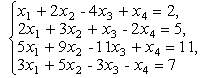 x₁ + 2x₂ - 4x₃ + x₄ = 2,
2x₁ + 3x₂ + x₃ - 2x₄ = 5,
5x₁ + 9x₂ - 11x₃ + x₄ = 11,
3x₁ + 5x₂ - 3x₃ - x₄ = 7